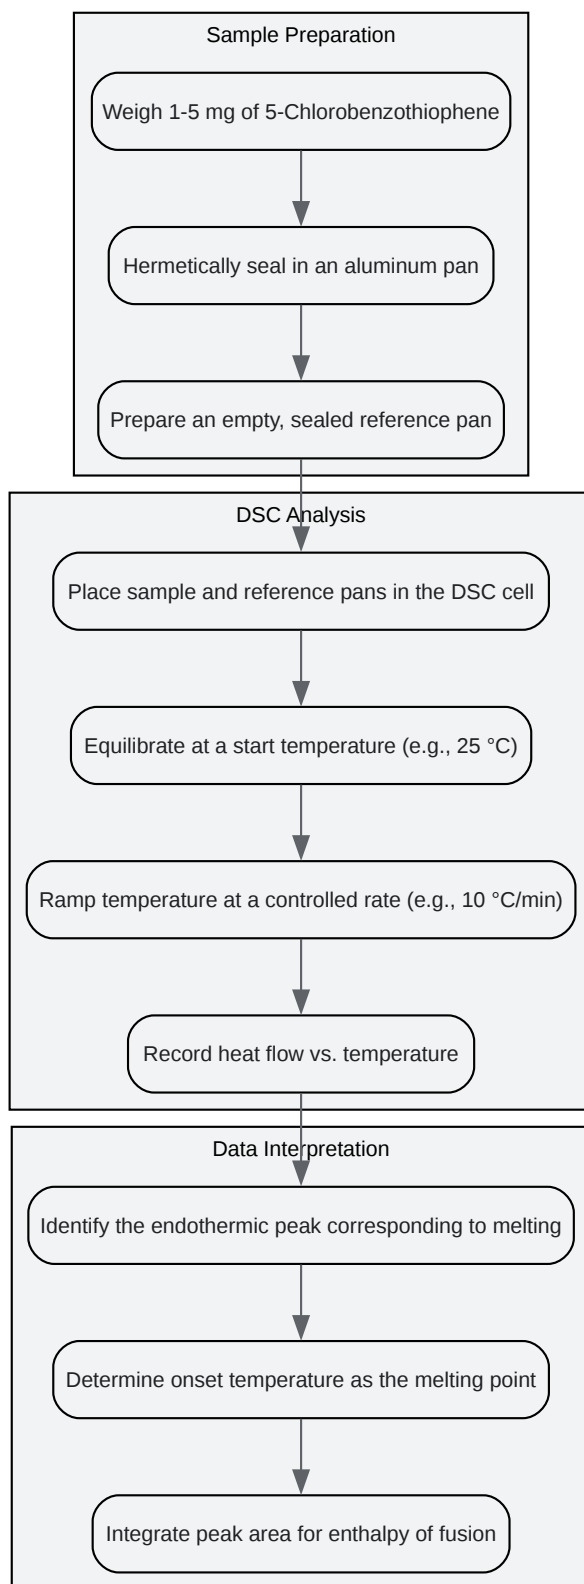 Sample Preparation
Weigh 1-5 mg of 5-Chlorobenzothiophene
Hermetically seal in an aluminum pan
Prepare an empty, sealed reference pan
DSC Analysis
Place sample and reference pans in the DSC cell
Equilibrate at a start temperature (e.g., 25 °C)
Ramp temperature at a controlled rate (e.g., 10 °C/min)
Record heat flow vs. temperature
Data Interpretation
Identify the endothermic peak corresponding to melting
Determine onset temperature as the melting point
Integrate peak area for enthalpy of fusion